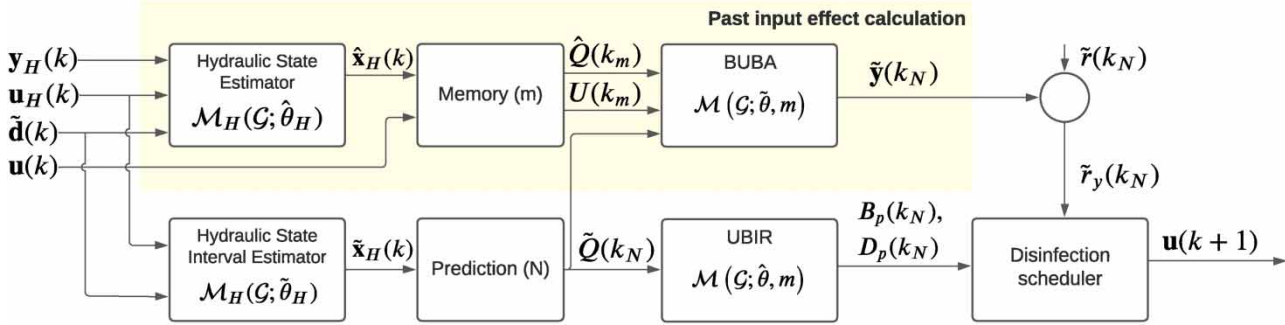 Past input effect calculation
𝐲_H(k)
𝐮_H(k)
𝐝̃(k)
𝐮(k)
Hydraulic State
Estimator
ℳ_H(𝒢; θ̂_H)
𝐱̂_H(k)
Memory (m)
Q̂(k_m)
U(k_m)
BUBA
ℳ(𝒢; θ̃, m)
𝐲̃(k_N)
r̃(k_N)
r̃_y(k_N)
Hydraulic State
Interval Estimator
ℳ_H(𝒢; θ̃_H)
𝐱̃_H(k)
Prediction (N)
Q̃(k_N)
UBIR
ℳ(𝒢; θ̂, m)
B_p(k_N),
D_p(k_N)
Disinfection
scheduler
𝐮(k + 1)